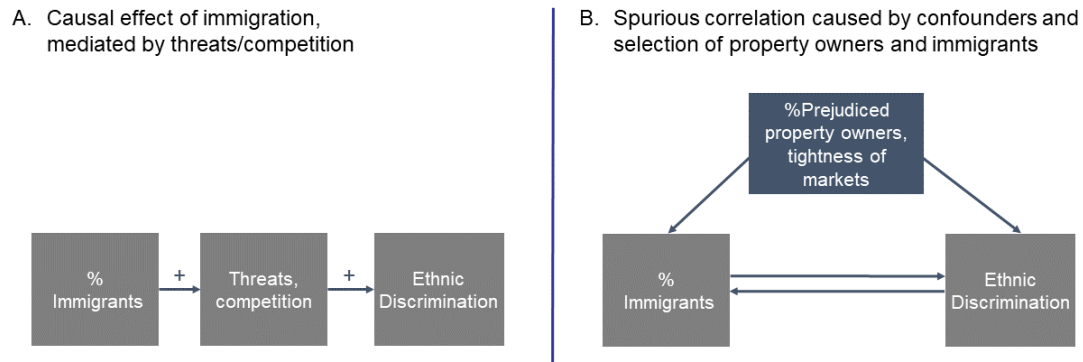 A. Causal effect of immigration,
mediated by threats/competition
%
Immigrants
+
Threats,
competition
+
Ethnic
Discrimination
B. Spurious correlation caused by confounders and
selection of property owners and immigrants
%Prejudiced
property owners,
tightness of
markets
%
Immigrants
Ethnic
Discrimination